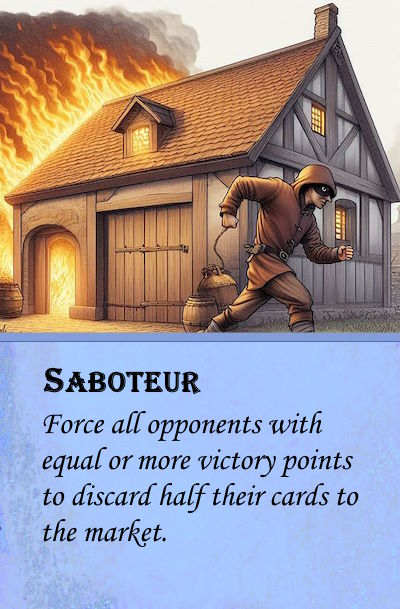 Saboteur
Force all opponents with
equal or more victory points
to discard half their cards to
the market.